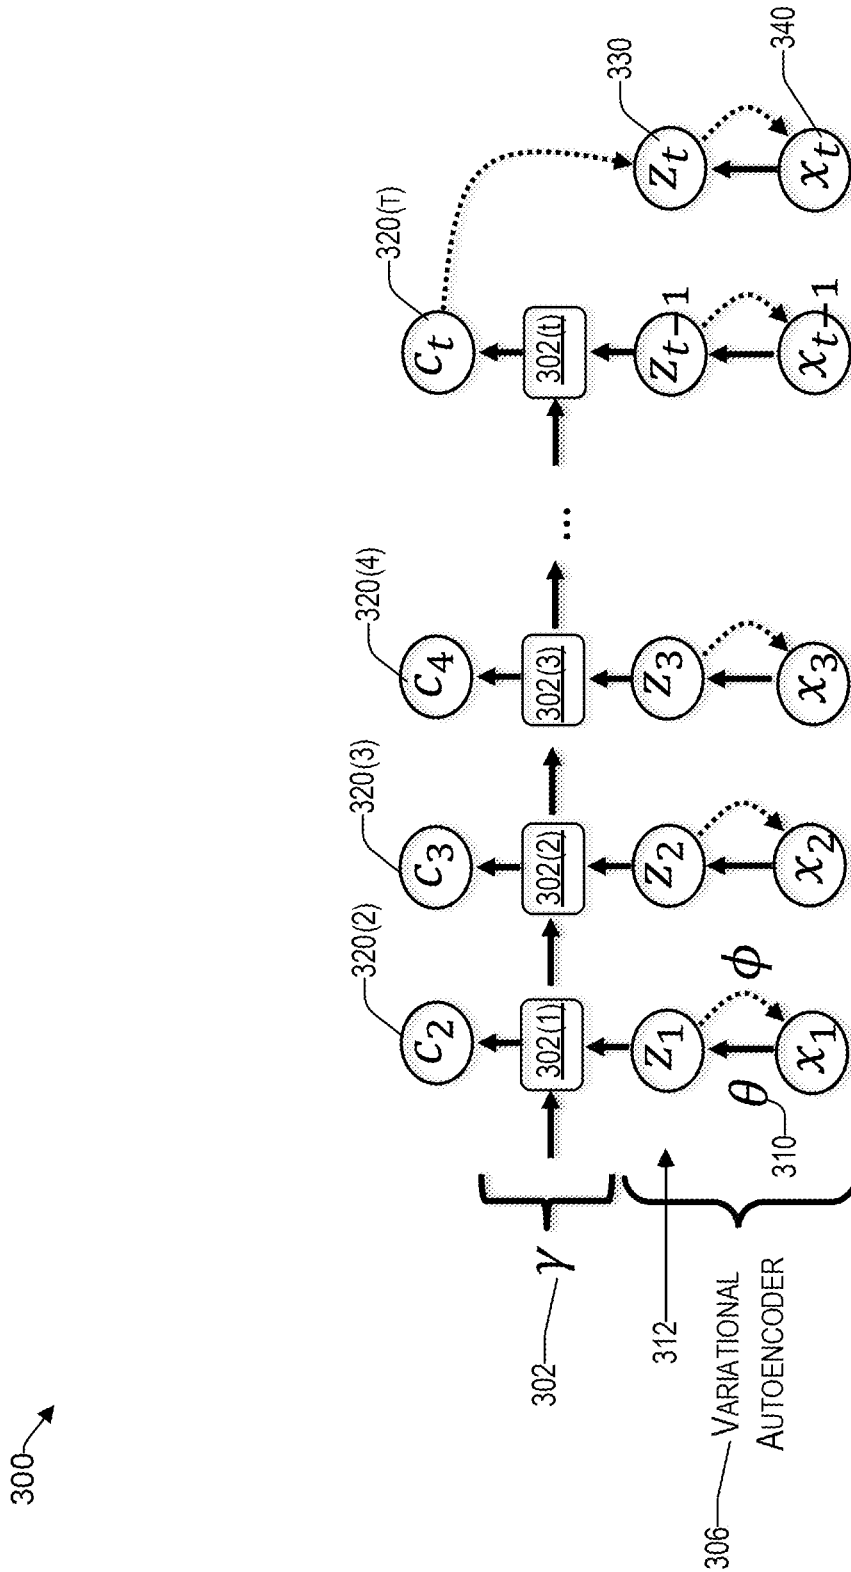 300
320(2)
320(3)
320(4)
320(T)
c2
c3
c4
ct
302
γ
302(1)
302(2)
302(3)
...
302(t)
312
z1
z2
z3
zt−1
zt
330
306
VARIATIONAL
AUTOENCODER
310
θ
ϕ
x1
x2
x3
xt−1
xt
340